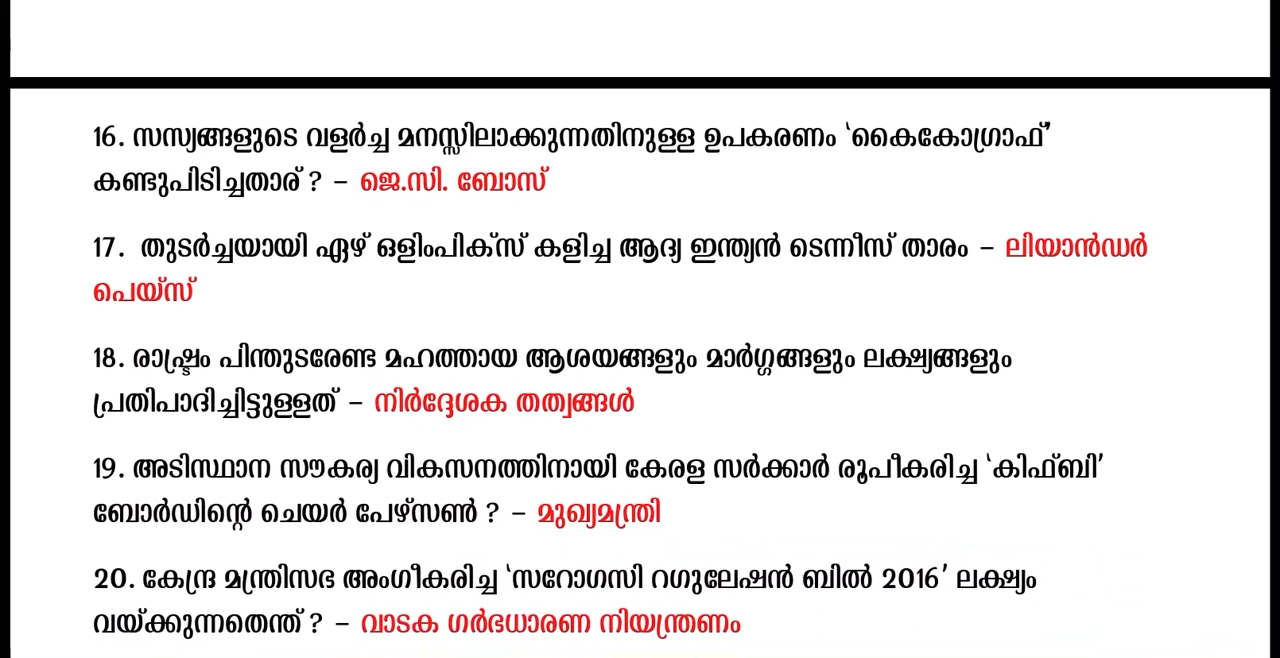 16. സസ്യങ്ങളുടെ വളർച്ച മനസ്സിലാക്കുന്നതിനുള്ള ഉപകരണം ‘കൈകോഗ്രാഫ്’
കണ്ടുപിടിച്ചതാര് ? – ജെ.സി. ബോസ്
17. തുടർച്ചയായി ഏഴ് ഒളിംപിക്സ് കളിച്ച ആദ്യ ഇന്ത്യൻ ടെന്നീസ് താരം – ലിയാൻഡർ
പെയ്സ്
18. രാഷ്ട്രം പിന്തുടരേണ്ട മഹത്തായ ആശയങ്ങളും മാർഗ്ഗങ്ങളും ലക്ഷ്യങ്ങളും
പ്രതിപാദിച്ചിട്ടുള്ളത് – നിർദ്ദേശക തത്വങ്ങൾ
19. അടിസ്ഥാന സൗകര്യ വികസനത്തിനായി കേരള സർക്കാർ രൂപീകരിച്ച ‘കിഫ്ബി’
ബോർഡിന്റെ ചെയർ പേഴ്സൺ ? – മുഖ്യമന്ത്രി
20. കേന്ദ്ര മന്ത്രിസഭ അംഗീകരിച്ച ‘സറോഗസി റഗുലേഷൻ ബിൽ 2016’ ലക്ഷ്യം
വയ്ക്കുന്നതെന്ത് ? – വാടക ഗർഭധാരണ നിയന്ത്രണം